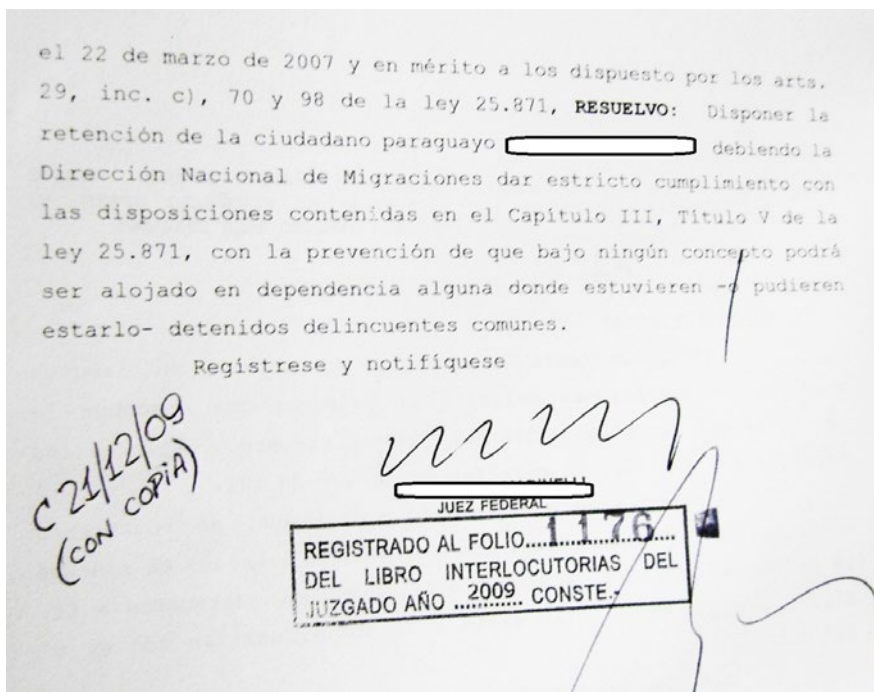 el 22 de marzo de 2007 y en mérito a los dispuesto por los arts.
29, inc. c), 70 y 98 de la ley 25.871, RESUELVO: Disponer la
retención de la ciudadano paraguayo debiendo la
Dirección Nacional de Migraciones dar estricto cumplimiento con
las disposiciones contenidas en el Capítulo III, Título V de la
ley 25.871, con la prevención de que bajo ningún concepto podrá
ser alojado en dependencia alguna donde estuvieren -o pudieren
estarlo- detenidos delincuentes comunes.
Regístrese y notifíquese
C 21/12/09
(CON COPIA)
JUEZ FEDERAL
REGISTRADO AL FOLIO....1176....
DEL LIBRO INTERLOCUTORIAS DEL
JUZGADO AÑO ...2009... CONSTE.-